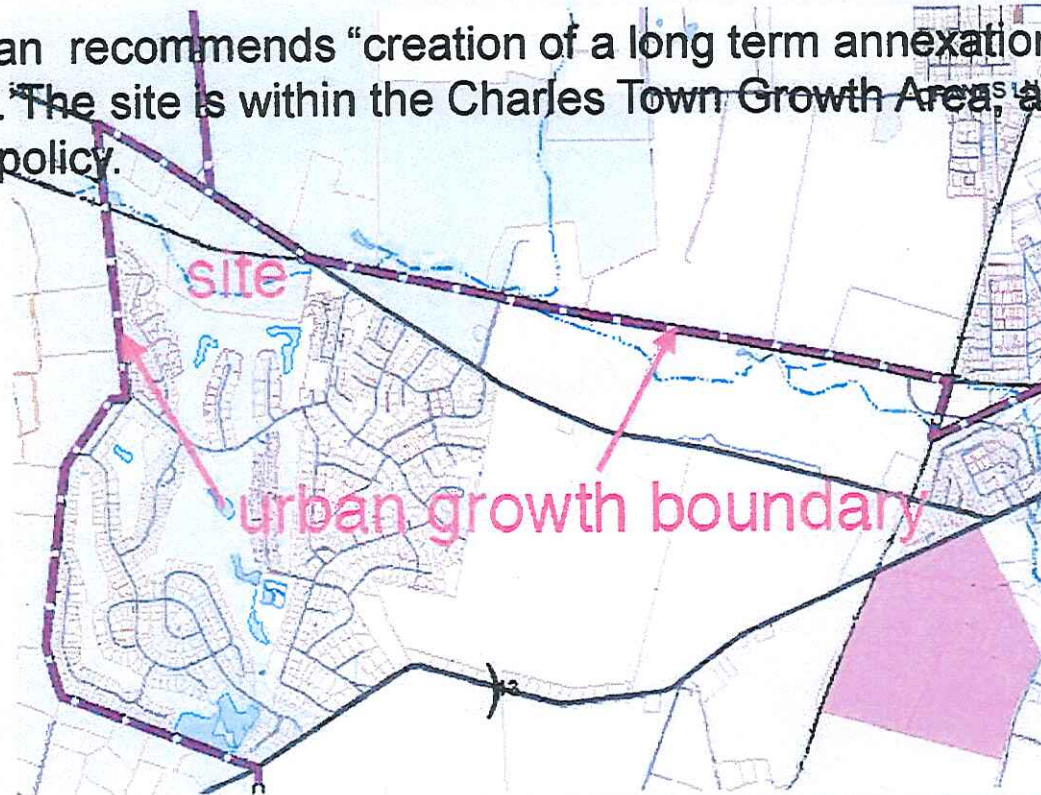 an recommends “creation of a long term annexation
. “The site is within the Charles Town Growth Area, a
policy.
site
urban growth boundary